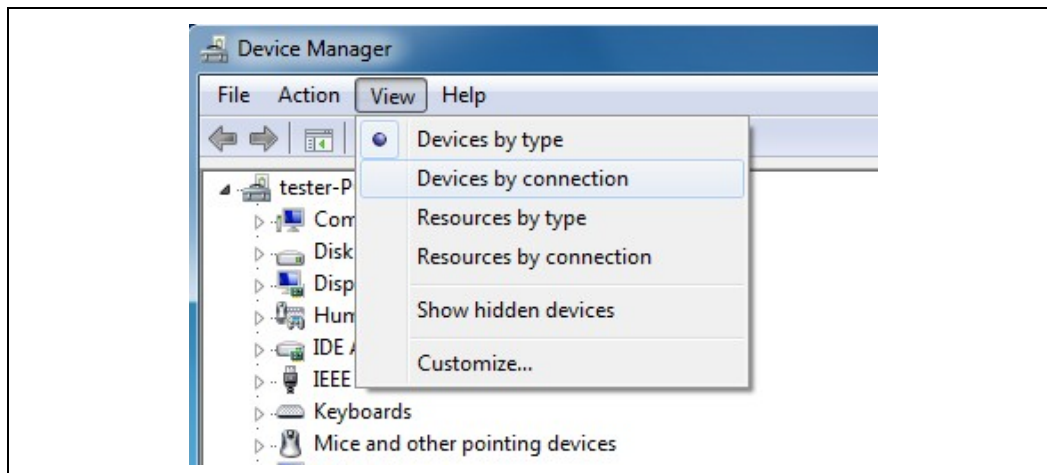 Device Manager
File Action View Help
Devices by type
tester-P
Devices by connection
Com
Resources by type
Disk
Resources by connection
Disp
Hum
Show hidden devices
IDE
Customize...
IEEE
Keyboards
Mice and other pointing devices